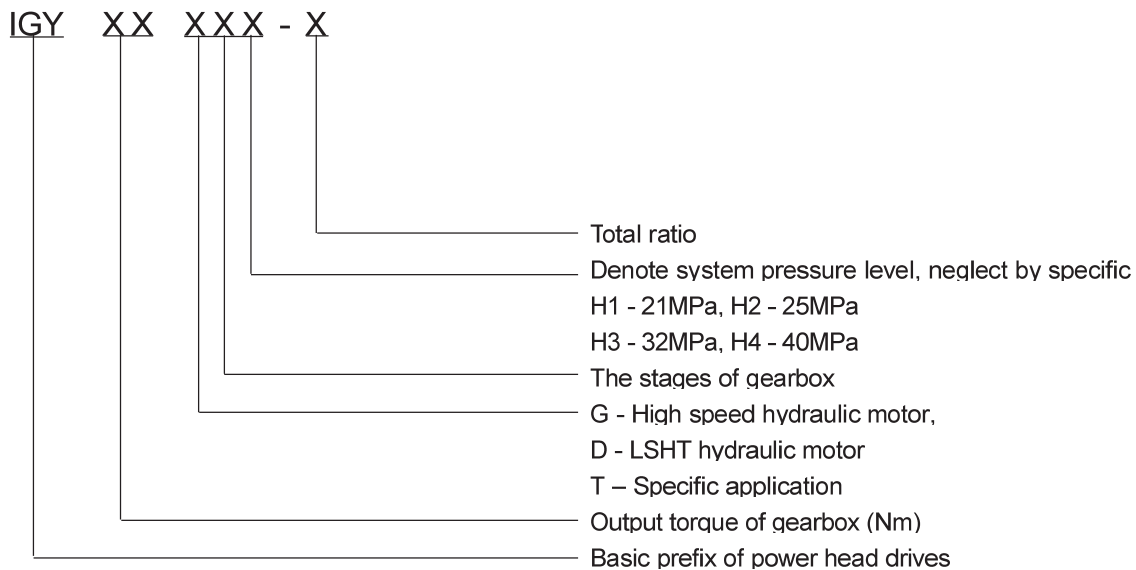 IGY XX XXX - X
Total ratio
Denote system pressure level, neglect by specific
H1 - 21MPa, H2 - 25MPa
H3 - 32MPa, H4 - 40MPa
The stages of gearbox
G - High speed hydraulic motor,
D - LSHT hydraulic motor
T – Specific application
Output torque of gearbox (Nm)
Basic prefix of power head drives